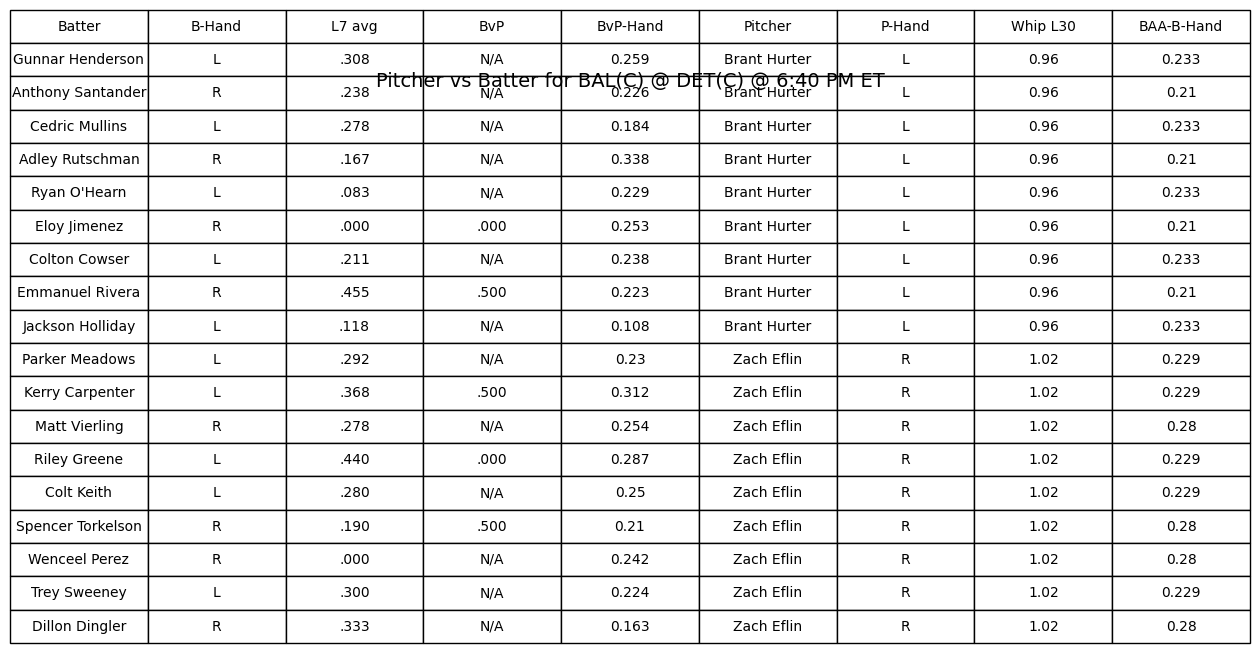 Batter B-Hand L7 avg BvP BvP-Hand Pitcher P-Hand Whip L30 BAA-B-Hand
Gunnar Henderson L .308 N/A 0.259 Brant Hurter L 0.96 0.233
Pitcher vs Batter for BAL(C) @ DET(C) @ 6:40 PM ET
Anthony Santander R .238 N/A 0.226 Brant Hurter L 0.96 0.21
Cedric Mullins L .278 N/A 0.184 Brant Hurter L 0.96 0.233
Adley Rutschman R .167 N/A 0.338 Brant Hurter L 0.96 0.21
Ryan O'Hearn L .083 N/A 0.229 Brant Hurter L 0.96 0.233
Eloy Jimenez R .000 .000 0.253 Brant Hurter L 0.96 0.21
Colton Cowser L .211 N/A 0.238 Brant Hurter L 0.96 0.233
Emmanuel Rivera R .455 .500 0.223 Brant Hurter L 0.96 0.21
Jackson Holliday L .118 N/A 0.108 Brant Hurter L 0.96 0.233
Parker Meadows L .292 N/A 0.23 Zach Eflin R 1.02 0.229
Kerry Carpenter L .368 .500 0.312 Zach Eflin R 1.02 0.229
Matt Vierling R .278 N/A 0.254 Zach Eflin R 1.02 0.28
Riley Greene L .440 .000 0.287 Zach Eflin R 1.02 0.229
Colt Keith L .280 N/A 0.25 Zach Eflin R 1.02 0.229
Spencer Torkelson R .190 .500 0.21 Zach Eflin R 1.02 0.28
Wenceel Perez R .000 N/A 0.242 Zach Eflin R 1.02 0.28
Trey Sweeney L .300 N/A 0.224 Zach Eflin R 1.02 0.229
Dillon Dingler R .333 N/A 0.163 Zach Eflin R 1.02 0.28